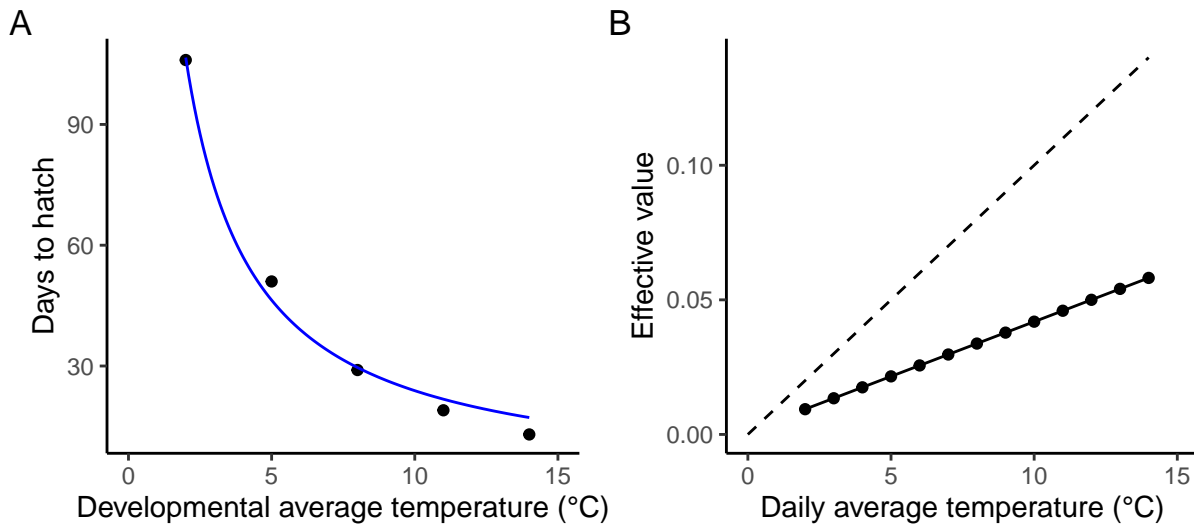 A
90
60
30
0
5
10
15
Days to hatch
Developmental average temperature (°C)
B
0.10
0.05
0.00
0
5
10
15
Effective value
Daily average temperature (°C)